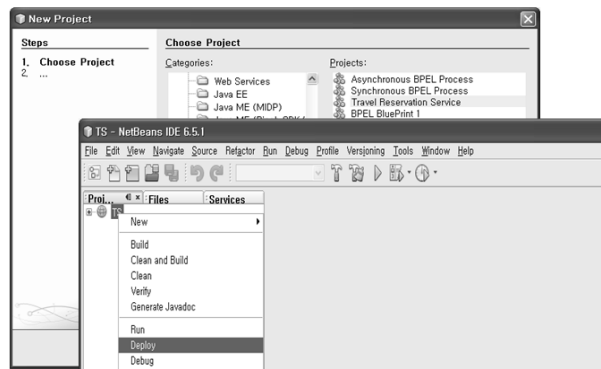 New Project
Steps
Choose Project
1. Choose Project
2. ...
Categories:
Projects:
Web Services
Java EE
Java ME (MIDP)
Asynchronous BPEL Process
Synchronous BPEL Process
Travel Reservation Service
BPEL BluePrint 1
TS - NetBeans IDE 6.5.1
File Edit View Navigate Source Refactor Run Debug Profile Versioning Tools Window Help
Proj... Files Services
TS
New
Build
Clean and Build
Clean
Verify
Generate Javadoc
Run
Deploy
Debug